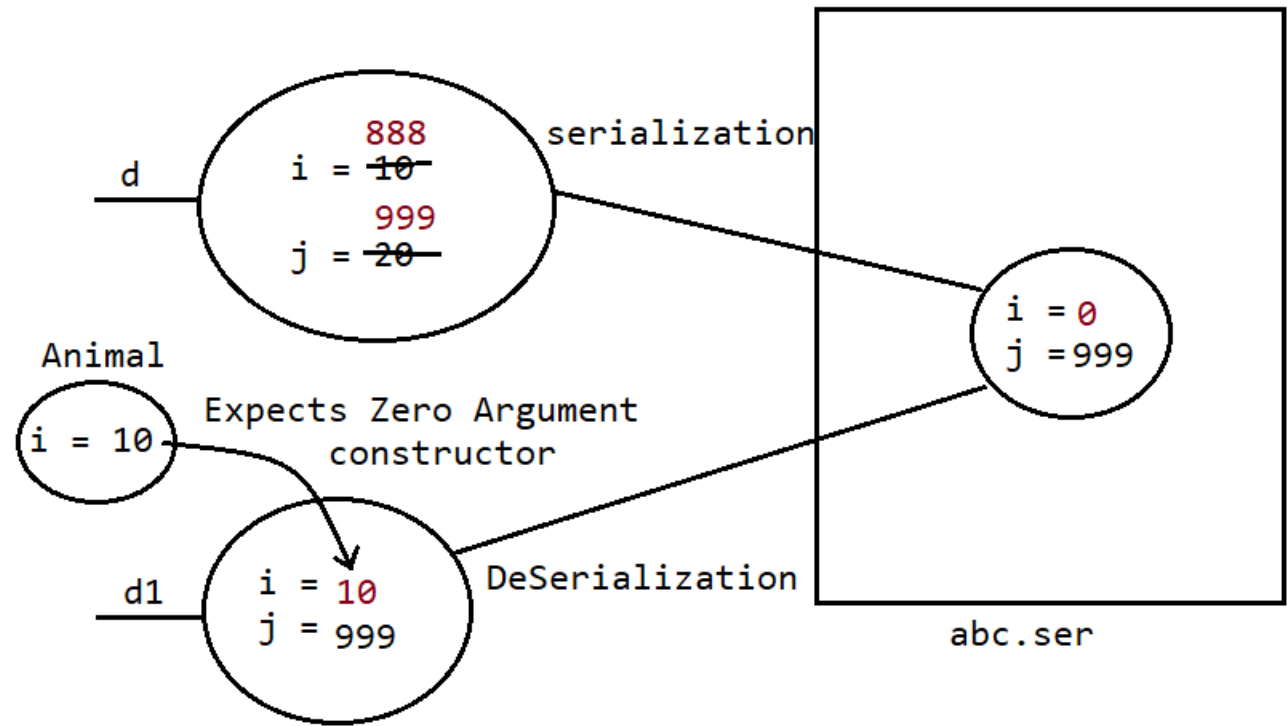 888
serialization
i = 10
d
999
j = 20
i = 0
j = 999
Animal
Expects Zero Argument
constructor
i = 10
i = 10
d1
j = 999
DeSerialization
abc.ser